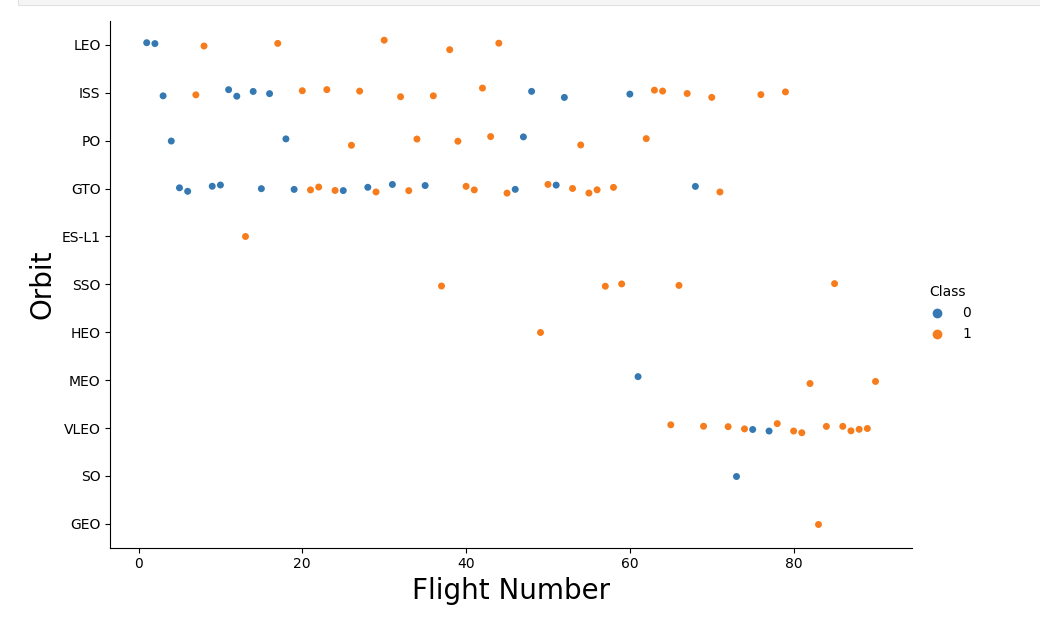 LEO
ISS
PO
GTO
ES-L1
SSO
HEO
MEO
VLEO
SO
GEO
Orbit
0 20 40 60 80
Flight Number
Class
0
1